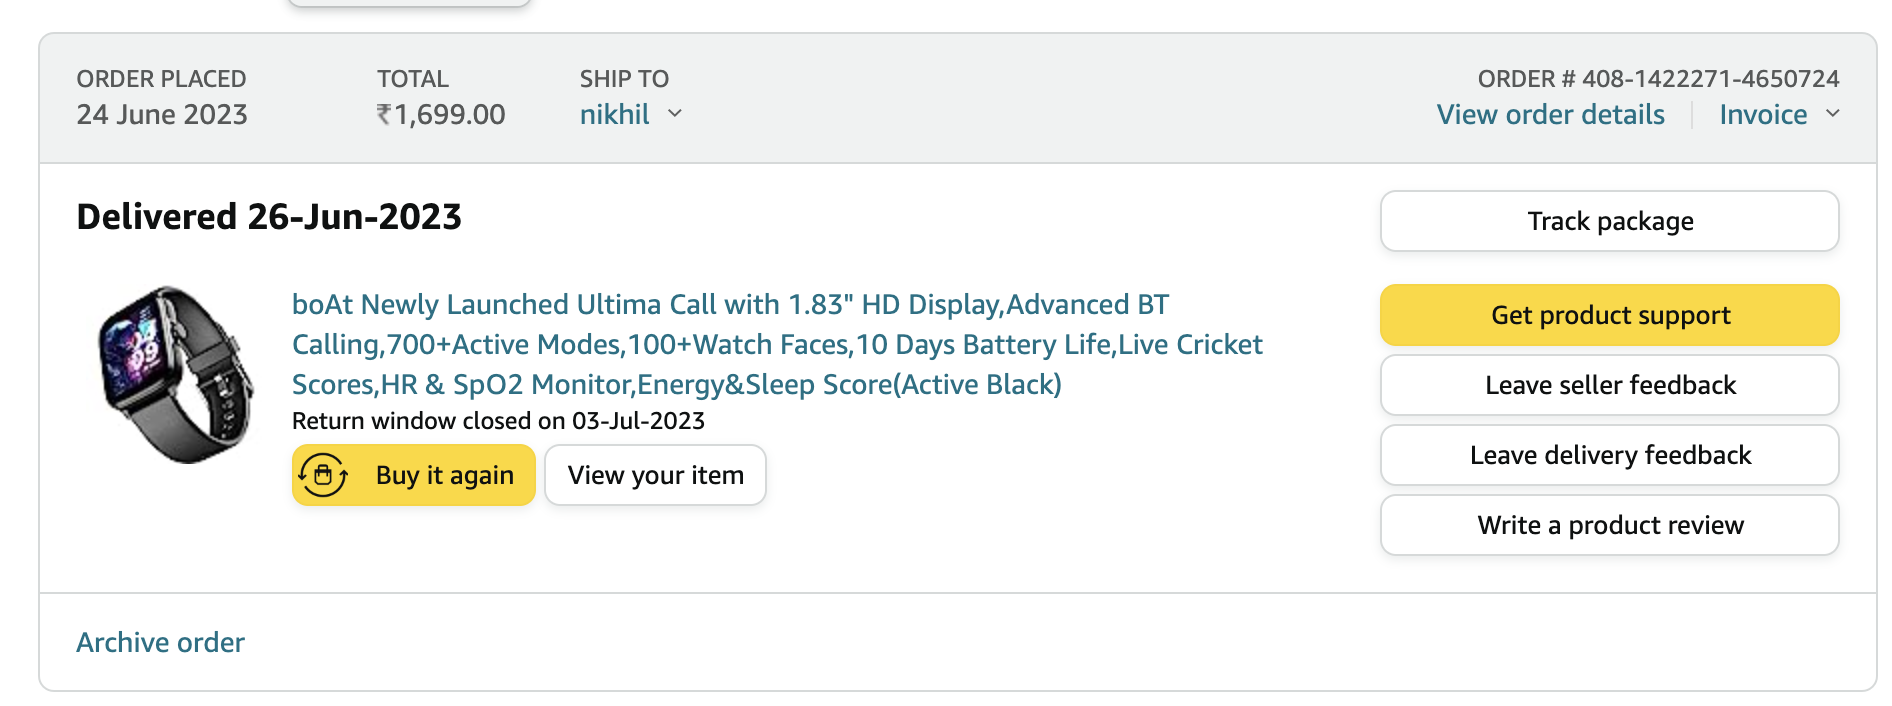 ORDER PLACED
24 June 2023
TOTAL
₹1,699.00
SHIP TO
nikhil
ORDER # 408-1422271-4650724
View order details
Invoice
Delivered 26-Jun-2023
boAt Newly Launched Ultima Call with 1.83" HD Display,Advanced BT
Calling,700+Active Modes,100+Watch Faces,10 Days Battery Life,Live Cricket
Scores,HR & SpO2 Monitor,Energy&Sleep Score(Active Black)
Return window closed on 03-Jul-2023
Buy it again
View your item
Track package
Get product support
Leave seller feedback
Leave delivery feedback
Write a product review
Archive order